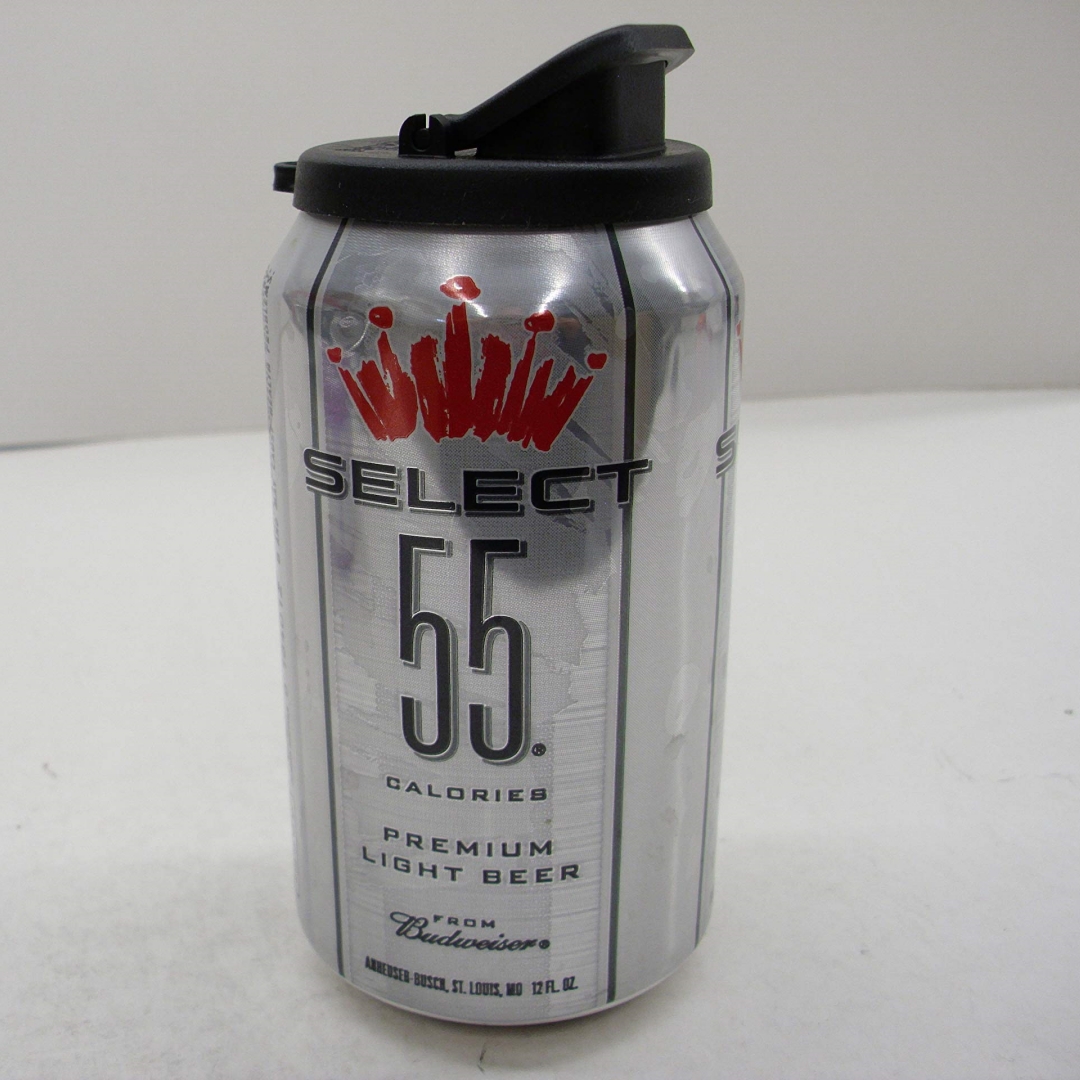 SELECT
55®
CALORIES
PREMIUM
LIGHT BEER
FROM
Budweiser®
ANHEUSER-BUSCH, ST. LOUIS, MO 12 FL. OZ.
S